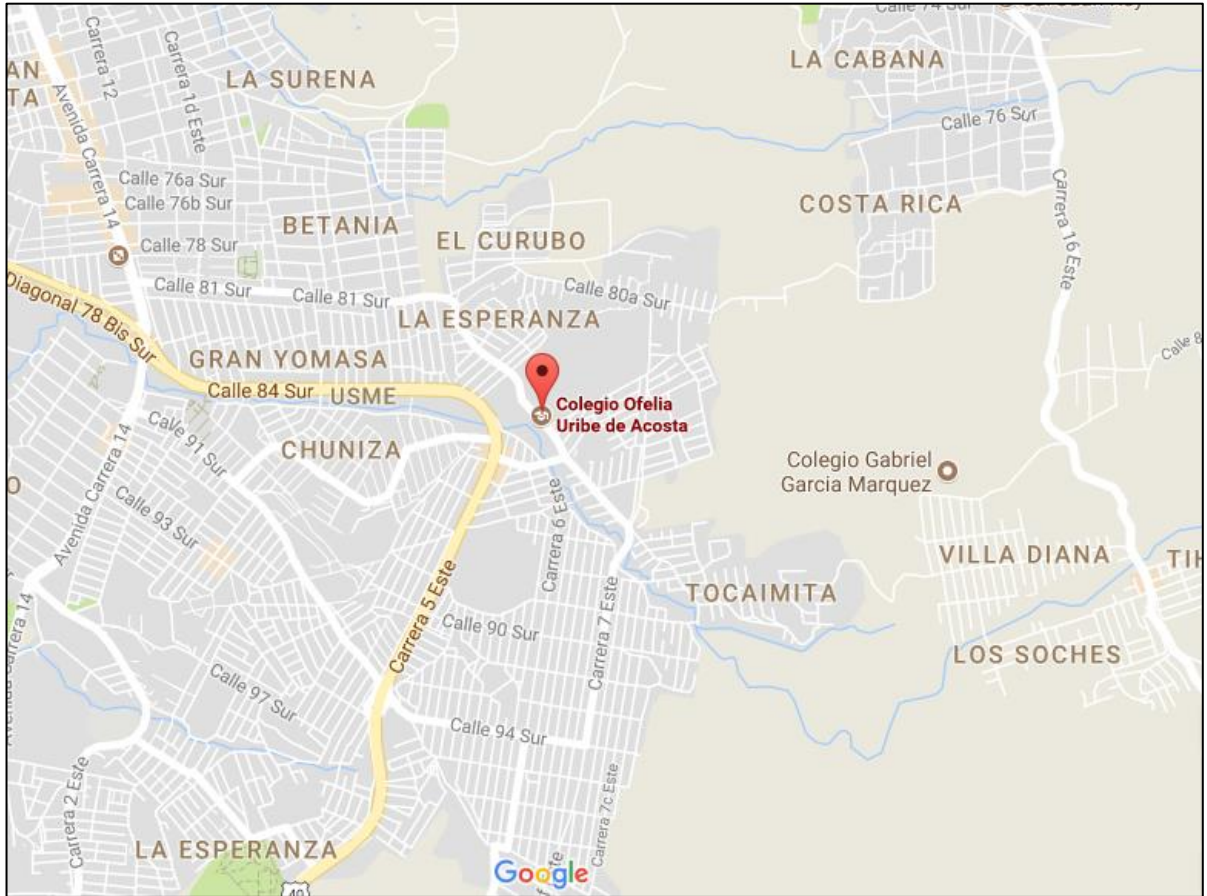 Calle 74 Sur
LA CABANA
AN
TA
Carrera 12
Carrera 1d Este
LA SURENA
Avenida Carrera 14
Calle 76 Sur
Calle 76a Sur
Calle 76b Sur
BETANIA
COSTA RICA
Carrera 16 Este
Calle 78 Sur
EL CURUBO
Calle 81 Sur
Calle 81 Sur
Calle 80a Sur
Diagonal 78 Bis Sur
LA ESPERANZA
GRAN YOMASA
Calle 84 Sur
USME
Colegio Ofelia
Uribe de Acosta
Calle 91 Sur
CHUNIZA
Colegio Gabriel
Garcia Marquez
O
Avenida Carrera 14
Calle 93 Sur
Carrera 6 Este
VILLA DIANA
TIH
Carrera 5 Este
Carrera 7 Este
TOCAIMITA
Calle 90 Sur
LOS SOCHES
Calle 97 Sur
Calle 94 Sur
Carrera 2 Este
Carrera 7c Este
LA ESPERANZA
Google
40